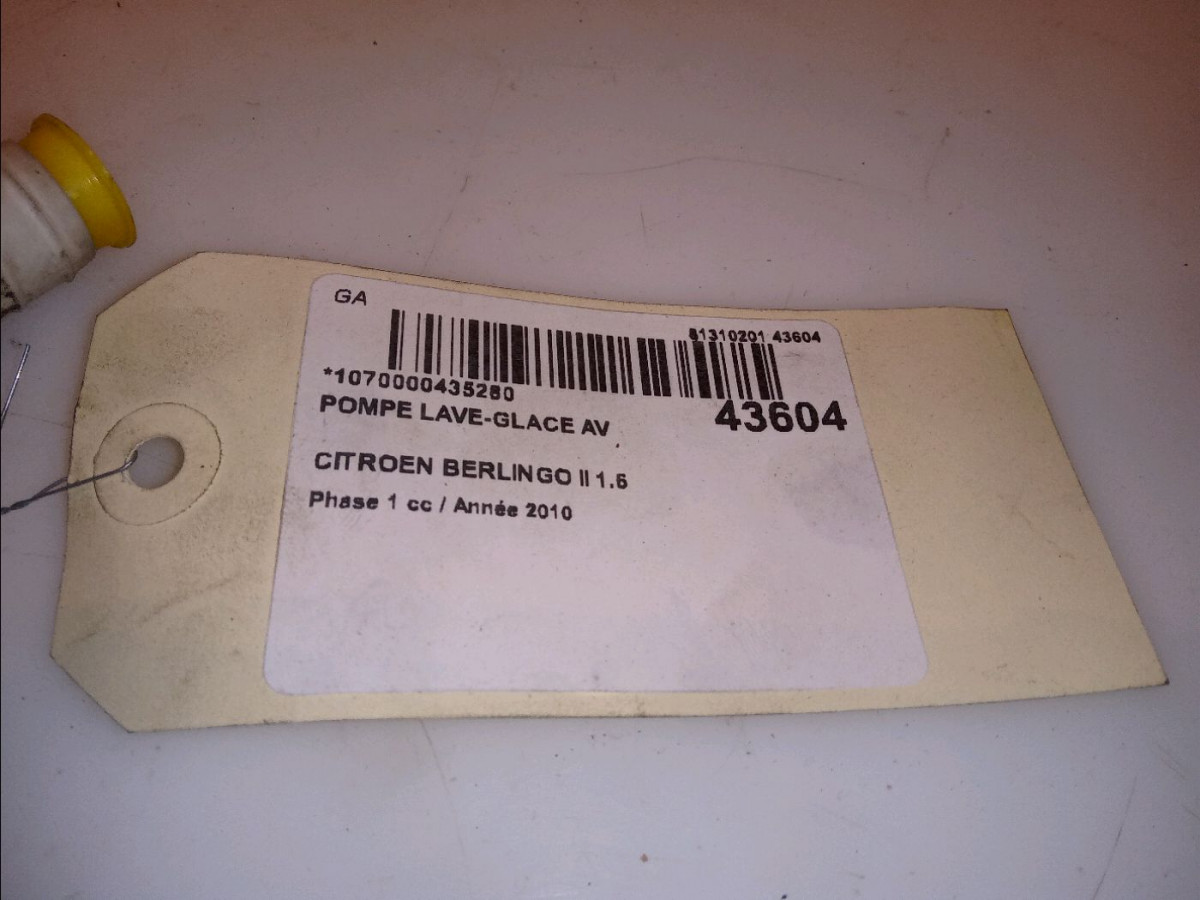 GA
81310201 43604
*1070000435280
43604
POMPE LAVE-GLACE AV
CITROEN BERLINGO II 1.6
Phase 1 cc / Année 2010